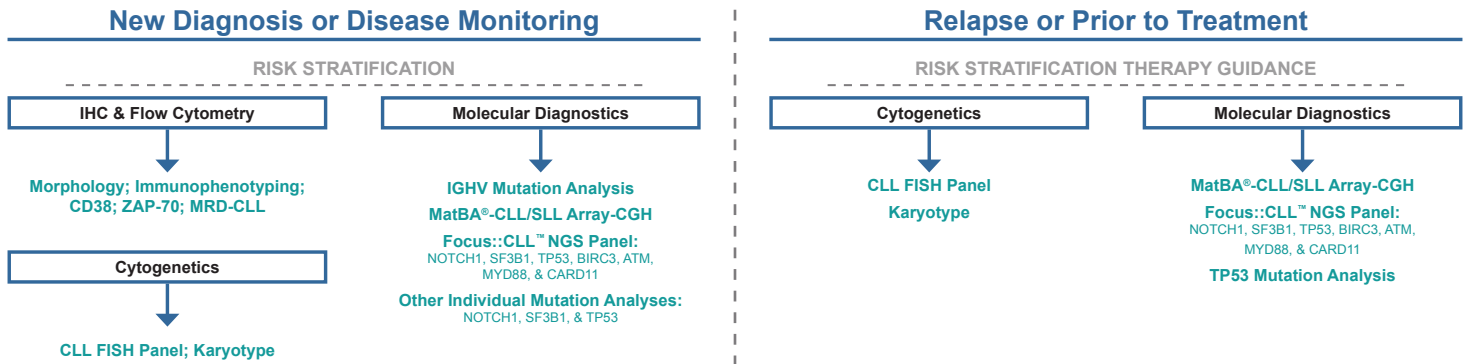 New Diagnosis or Disease Monitoring
RISK STRATIFICATION
IHC & Flow Cytometry
Morphology; Immunophenotyping;
CD38; ZAP-70; MRD-CLL
Cytogenetics
CLL FISH Panel; Karyotype
Molecular Diagnostics
IGHV Mutation Analysis
MatBA®-CLL/SLL Array-CGH
Focus::CLL™ NGS Panel:
NOTCH1, SF3B1, TP53, BIRC3, ATM,
MYD88, & CARD11
Other Individual Mutation Analyses:
NOTCH1, SF3B1, & TP53
Relapse or Prior to Treatment
RISK STRATIFICATION THERAPY GUIDANCE
Cytogenetics
CLL FISH Panel
Karyotype
Molecular Diagnostics
MatBA®-CLL/SLL Array-CGH
Focus::CLL™ NGS Panel:
NOTCH1, SF3B1, TP53, BIRC3, ATM,
MYD88, & CARD11
TP53 Mutation Analysis